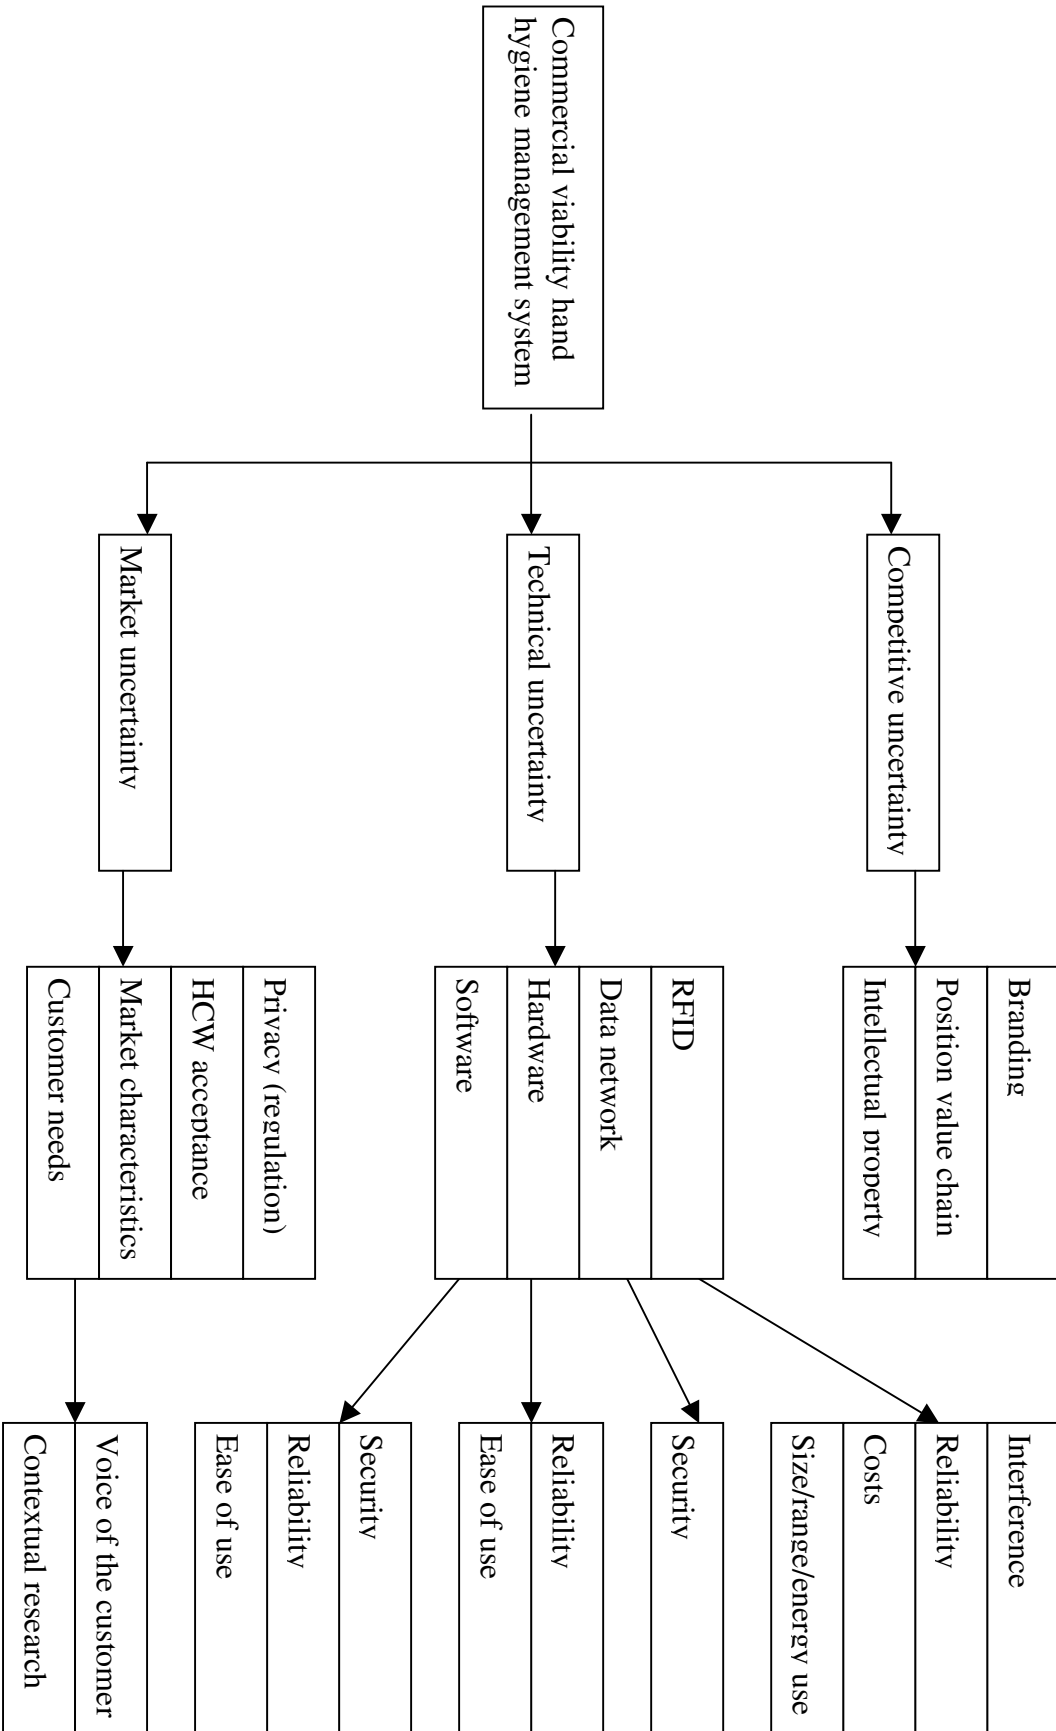 Commercial viability hand
hygiene management system
Competitive uncertainty
Technical uncertainty
Market uncertainty
Branding
Position value chain
Intellectual property
RFID
Data network
Hardware
Software
Privacy (regulation)
HCW acceptance
Market characteristics
Customer needs
Interference
Reliability
Costs
Size/range/energy use
Security
Reliability
Ease of use
Security
Reliability
Ease of use
Voice of the customer
Contextual research